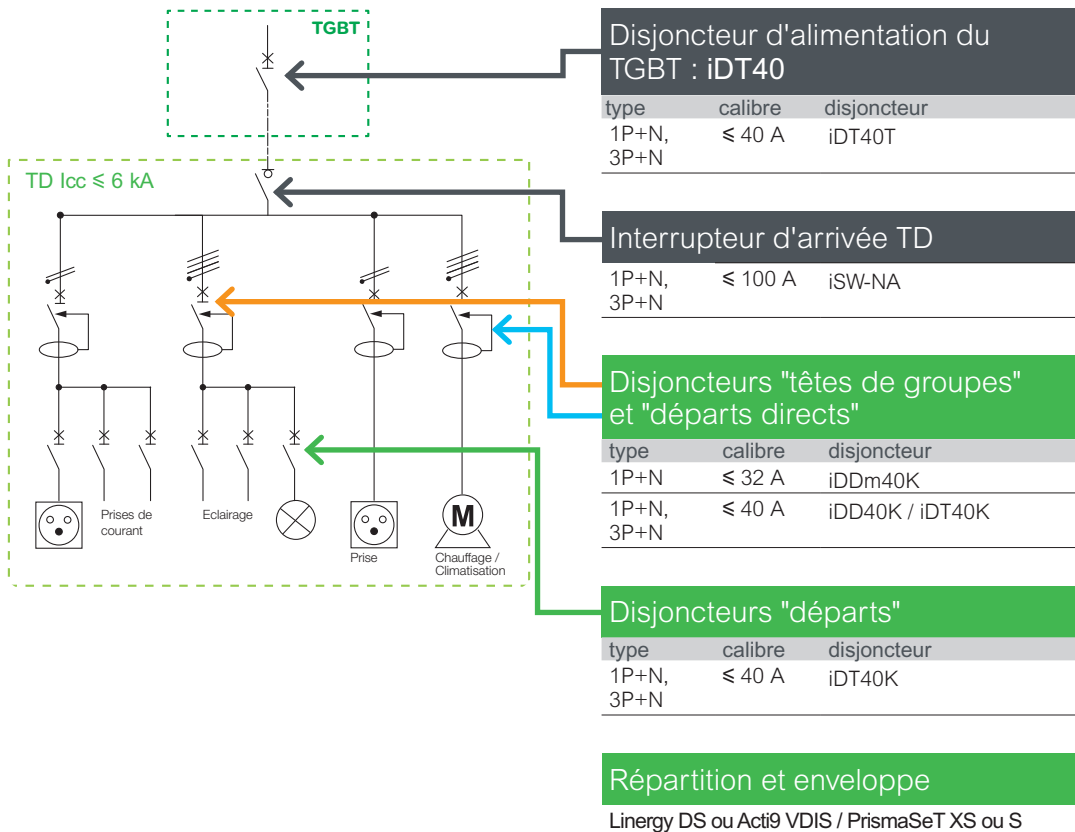 TGBT
TD Icc ⩽ 6 kA
Prises de
courant
Eclairage
Prise
M
Chauffage /
Climatisation
Disjoncteur d'alimentation du
TGBT : iDT40
type calibre disjoncteur
1P+N, ⩽ 40 A iDT40T
3P+N
Interrupteur d'arrivée TD
1P+N, ⩽ 100 A iSW-NA
3P+N
Disjoncteurs "têtes de groupes"
et "départs directs"
type calibre disjoncteur
1P+N ⩽ 32 A iDDm40K
1P+N, ⩽ 40 A iDD40K / iDT40K
3P+N
Disjoncteurs "départs"
type calibre disjoncteur
1P+N, ⩽ 40 A iDT40K
3P+N
Répartition et enveloppe
Linergy DS ou Acti9 VDIS / PrismaSeT XS ou S